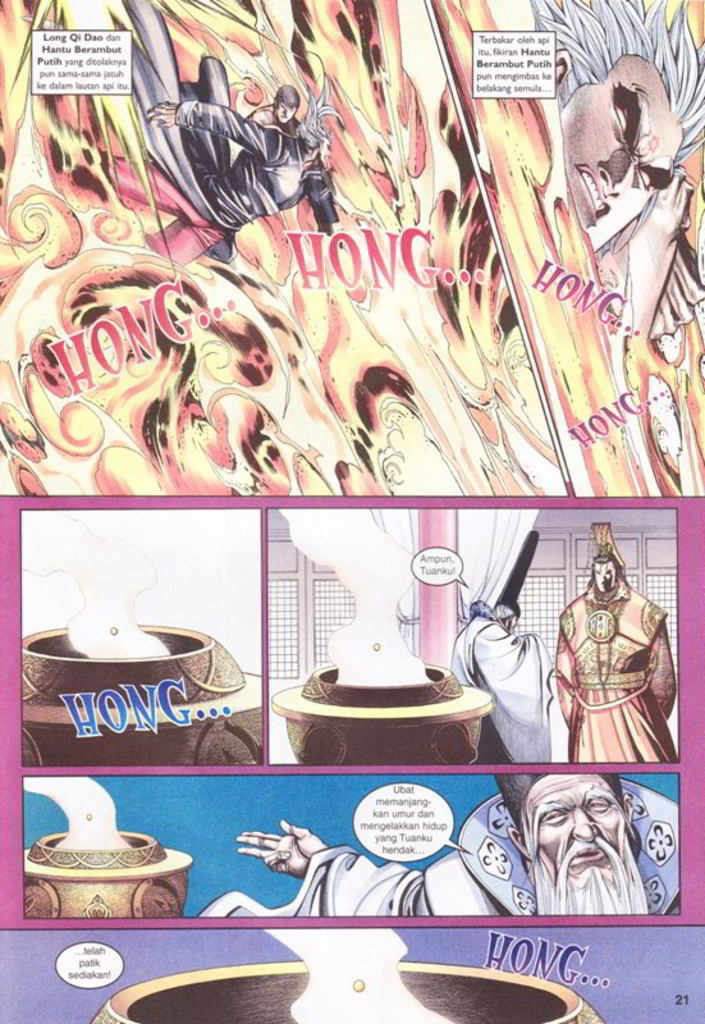 Long Qi Dao dan
Hantu Berambut
Putih yang ditolaknya
pun sama-sama jatuh
ke dalam lautan api itu.
Terbakar oleh api
itu, fikiran Hantu
Berambut Putih
pun mengimbas ke
belakang semula...
HONG...
HONG...
HONG...
HONG...
HONG...
Ampun,
Tuanku!
Ubat
memanjang-
kan umur dan
mengelakkan hidup
yang Tuanku
hendak...
...telah
patik
sediakan!
HONG...
21